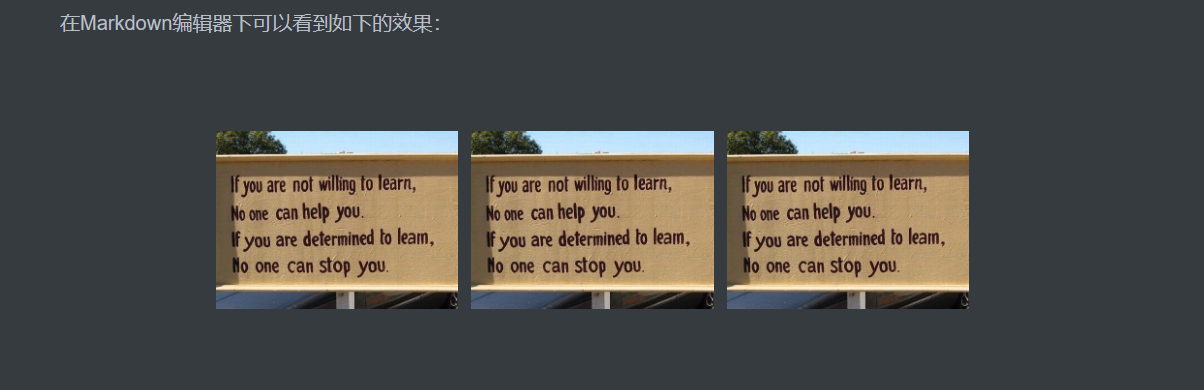 在Markdown编辑器下可以看到如下的效果：
If you are not willing to learn,
No one can help you.
If you are determined to learn,
No one can stop you.
If you are not willing to learn,
No one can help you.
If you are determined to learn,
No one can stop you.
If you are not willing to learn,
No one can help you.
If you are determined to learn,
No one can stop you.